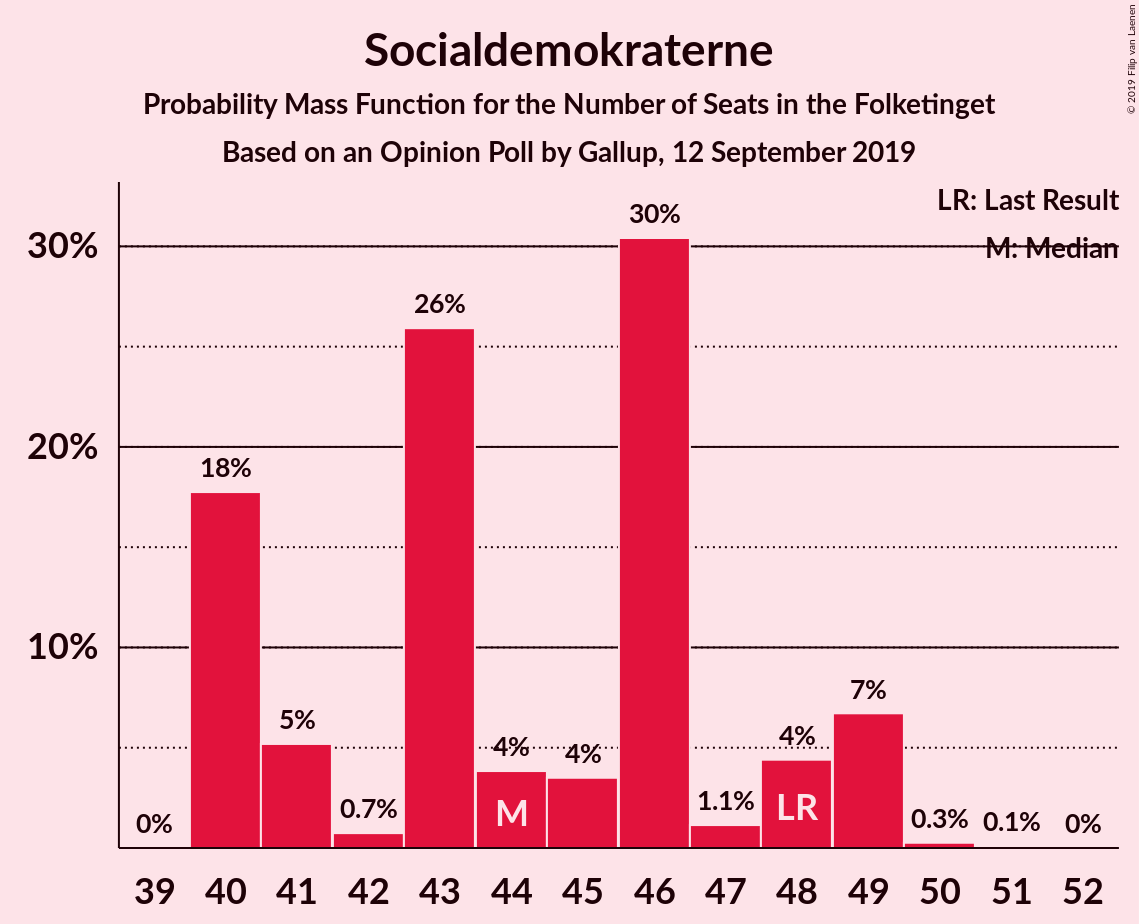 Socialdemokraterne
Probability Mass Function for the Number of Seats in the Folketinget
Based on an Opinion Poll by Gallup, 12 September 2019
© 2019 Filip van Laenen
LR: Last Result
M: Median
30%
20%
10%
0%
18%
5%
0.7%
26%
4%
4%
30%
1.1%
4%
7%
0.3%
0.1%
0%
M
LR
39 40 41 42 43 44 45 46 47 48 49 50 51 52